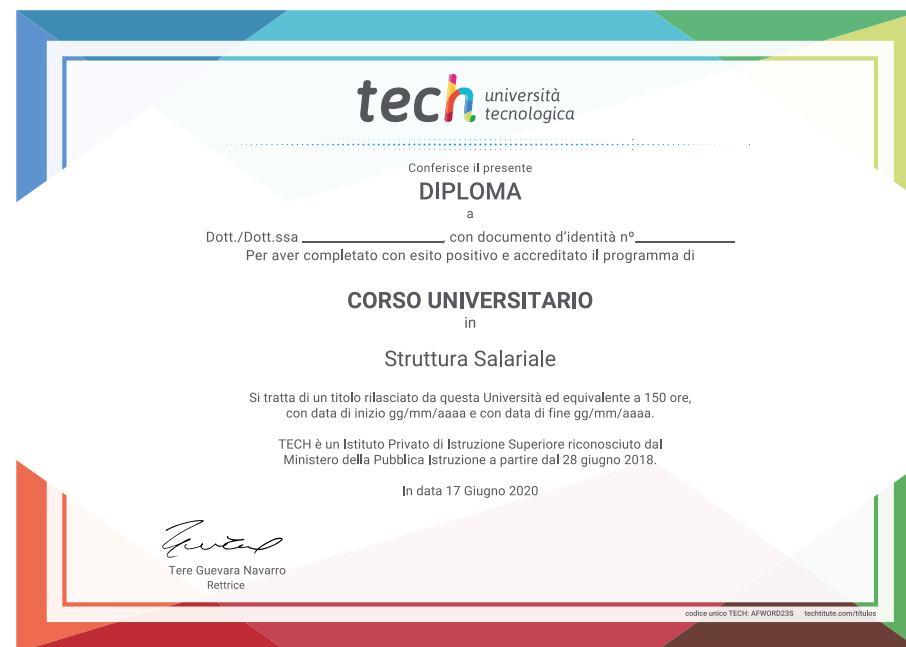 tech università
tecnologica
Conferisce il presente
DIPLOMA
a
Dott./Dott.ssa ________________, con documento d'identità nº____________
Per aver completato con esito positivo e accreditato il programma di
CORSO UNIVERSITARIO
in
Struttura Salariale
Si tratta di un titolo rilasciato da questa Università ed equivalente a 150 ore,
con data di inizio gg/mm/aaaa e con data di fine gg/mm/aaaa.
TECH è un Istituto Privato di Istruzione Superiore riconosciuto dal
Ministero della Pubblica Istruzione a partire dal 28 giugno 2018.
In data 17 Giugno 2020
Tere Guevara Navarro
Rettrice
codice unico TECH: AFWORD23S techtitute.com/titulos